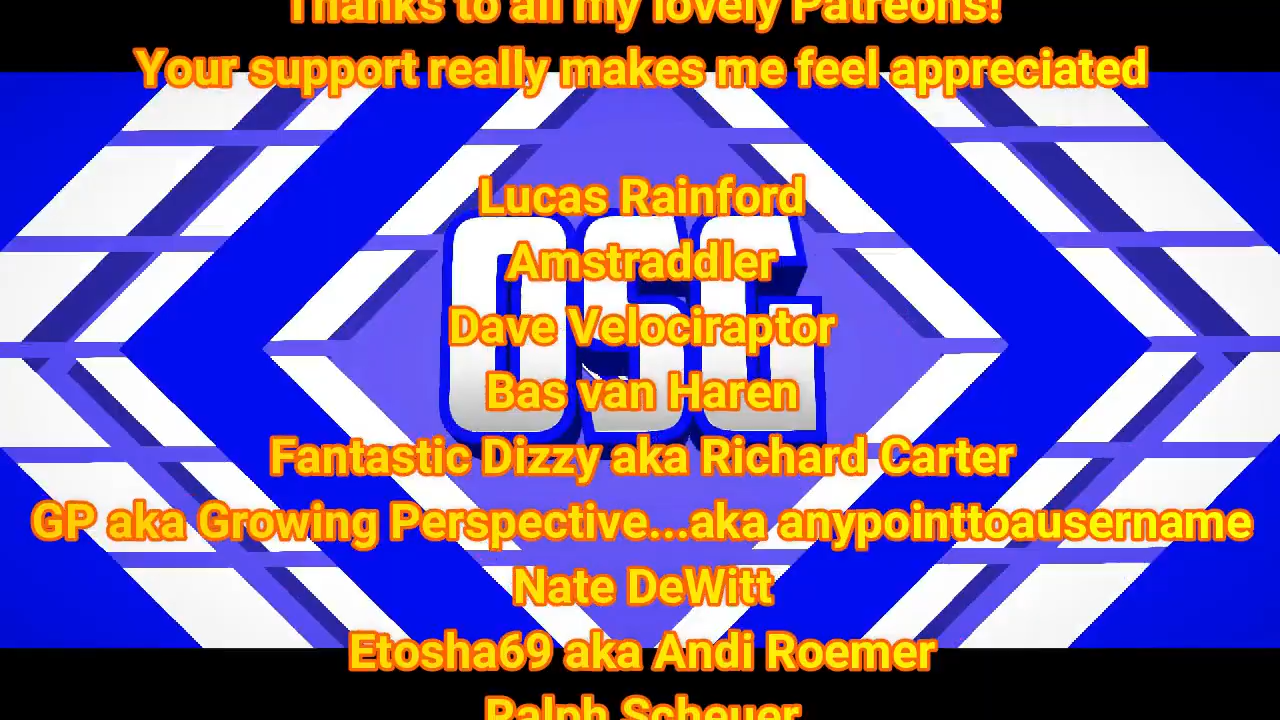 Thanks to all my lovely Patreons!
Your support really makes me feel appreciated
Lucas Rainford
OSG
Amstraddler
Dave Velociraptor
Bas van Haren
Fantastic Dizzy aka Richard Carter
GP aka Growing Perspective...aka anypointtoausername
Nate DeWitt
Etosha69 aka Andi Roemer
Ralph Scheuer